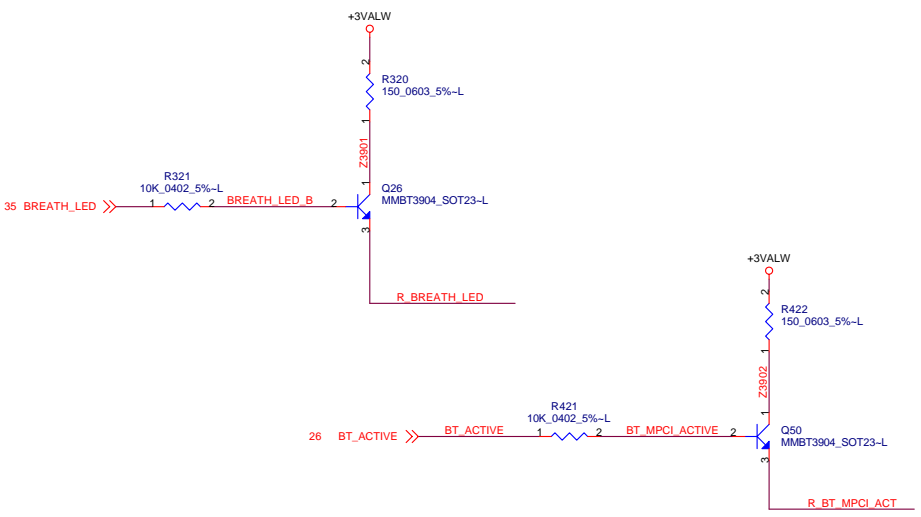 +3VALW
2
R320
150_0603_5%~L
1
Z3901
R321
10K_0402_5%~L
1
Q26
MMBT3904_SOT23~L
35 BREATH_LED
1
2
BREATH_LED_B
2
3
R_BREATH_LED
+3VALW
2
R422
150_0603_5%~L
1
Z3902
R421
10K_0402_5%~L
1
26 BT_ACTIVE
BT_ACTIVE
1
2
BT_MPCI_ACTIVE
2
Q50
MMBT3904_SOT23~L
3
R_BT_MPCI_ACT